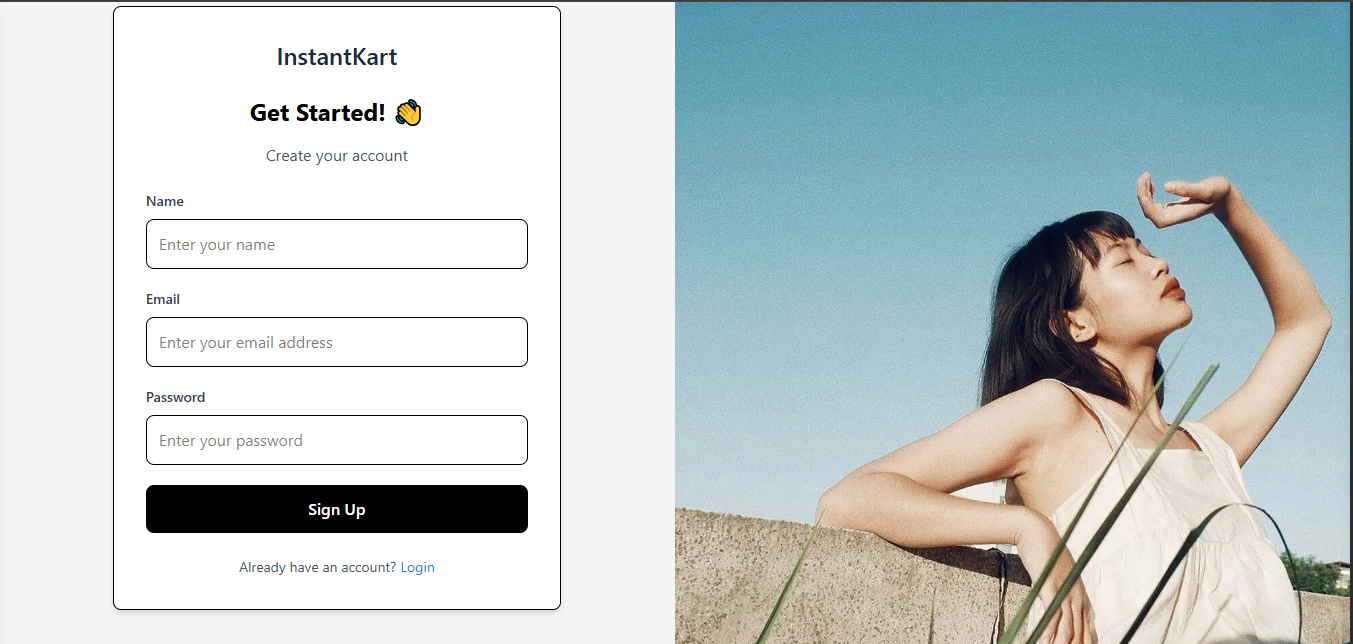 InstantKart
Get Started! 👋
Create your account
Name
Enter your name
Email
Enter your email address
Password
Enter your password
Sign Up
Already have an account? Login